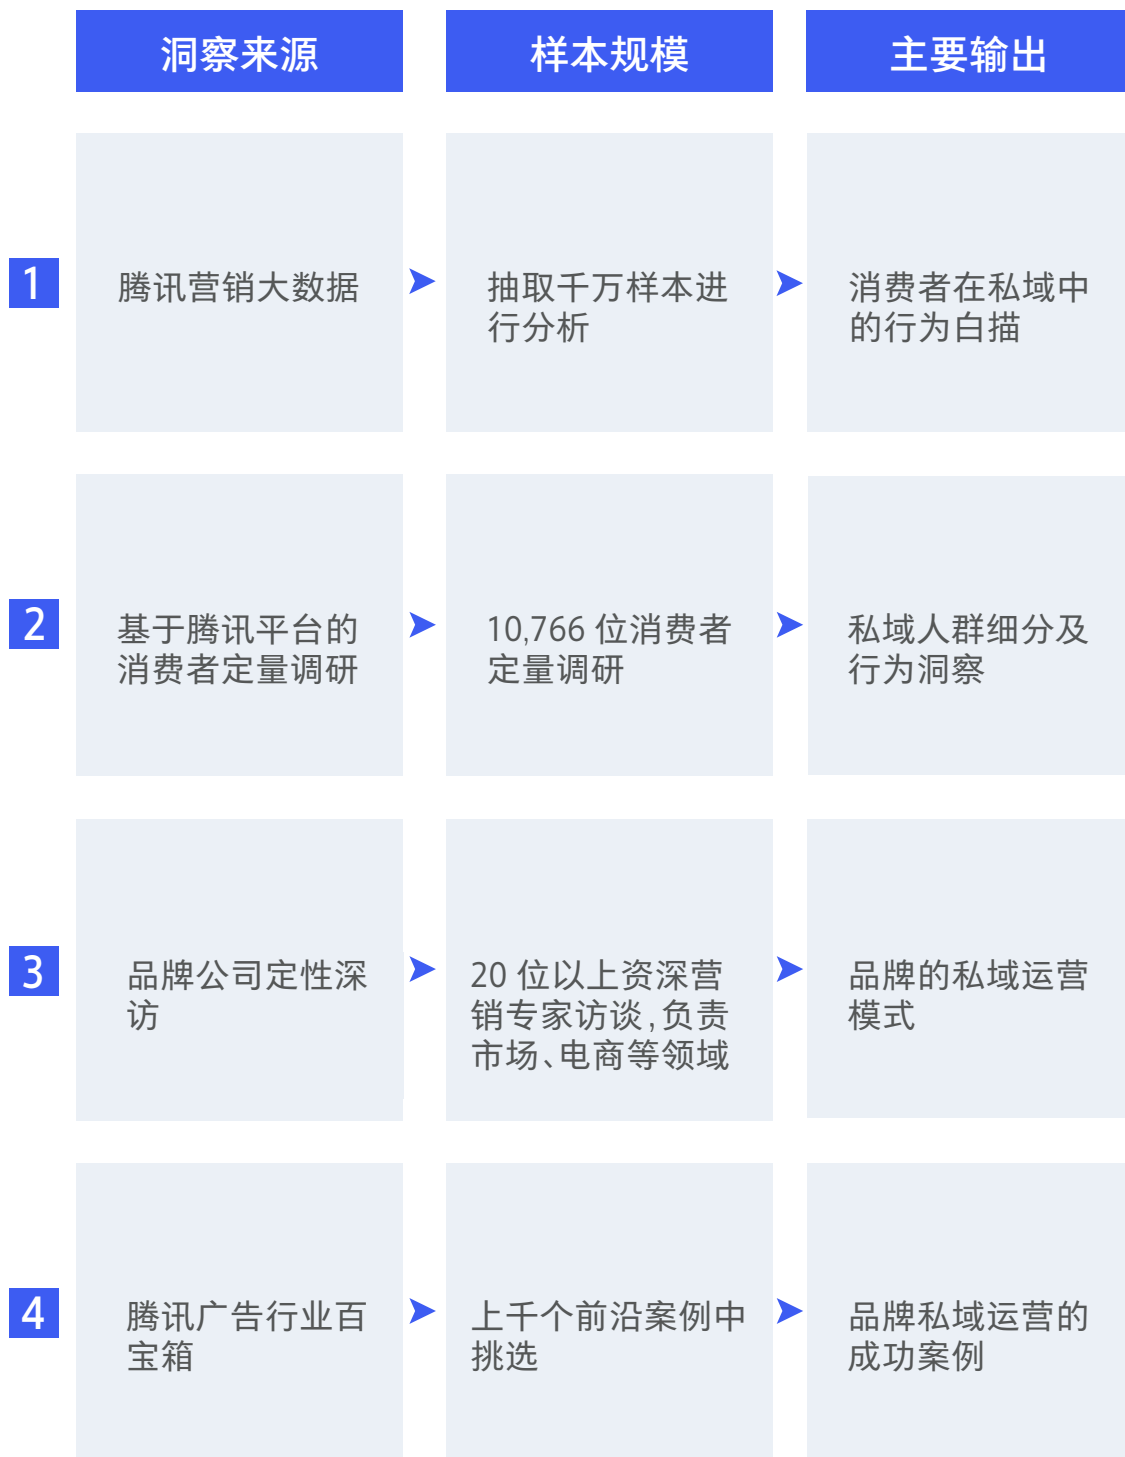 洞察来源
样本规模
主要输出
1
腾讯营销大数据
抽取千万样本进
行分析
消费者在私域中
的行为白描
2
基于腾讯平台的
消费者定量调研
10,766 位消费者
定量调研
私域人群细分及
行为洞察
3
品牌公司定性深
访
20 位以上资深营
销专家访谈,负责
市场、电商等领域
品牌的私域运营
模式
4
腾讯广告行业百
宝箱
上千个前沿案例中
挑选
品牌私域运营的
成功案例